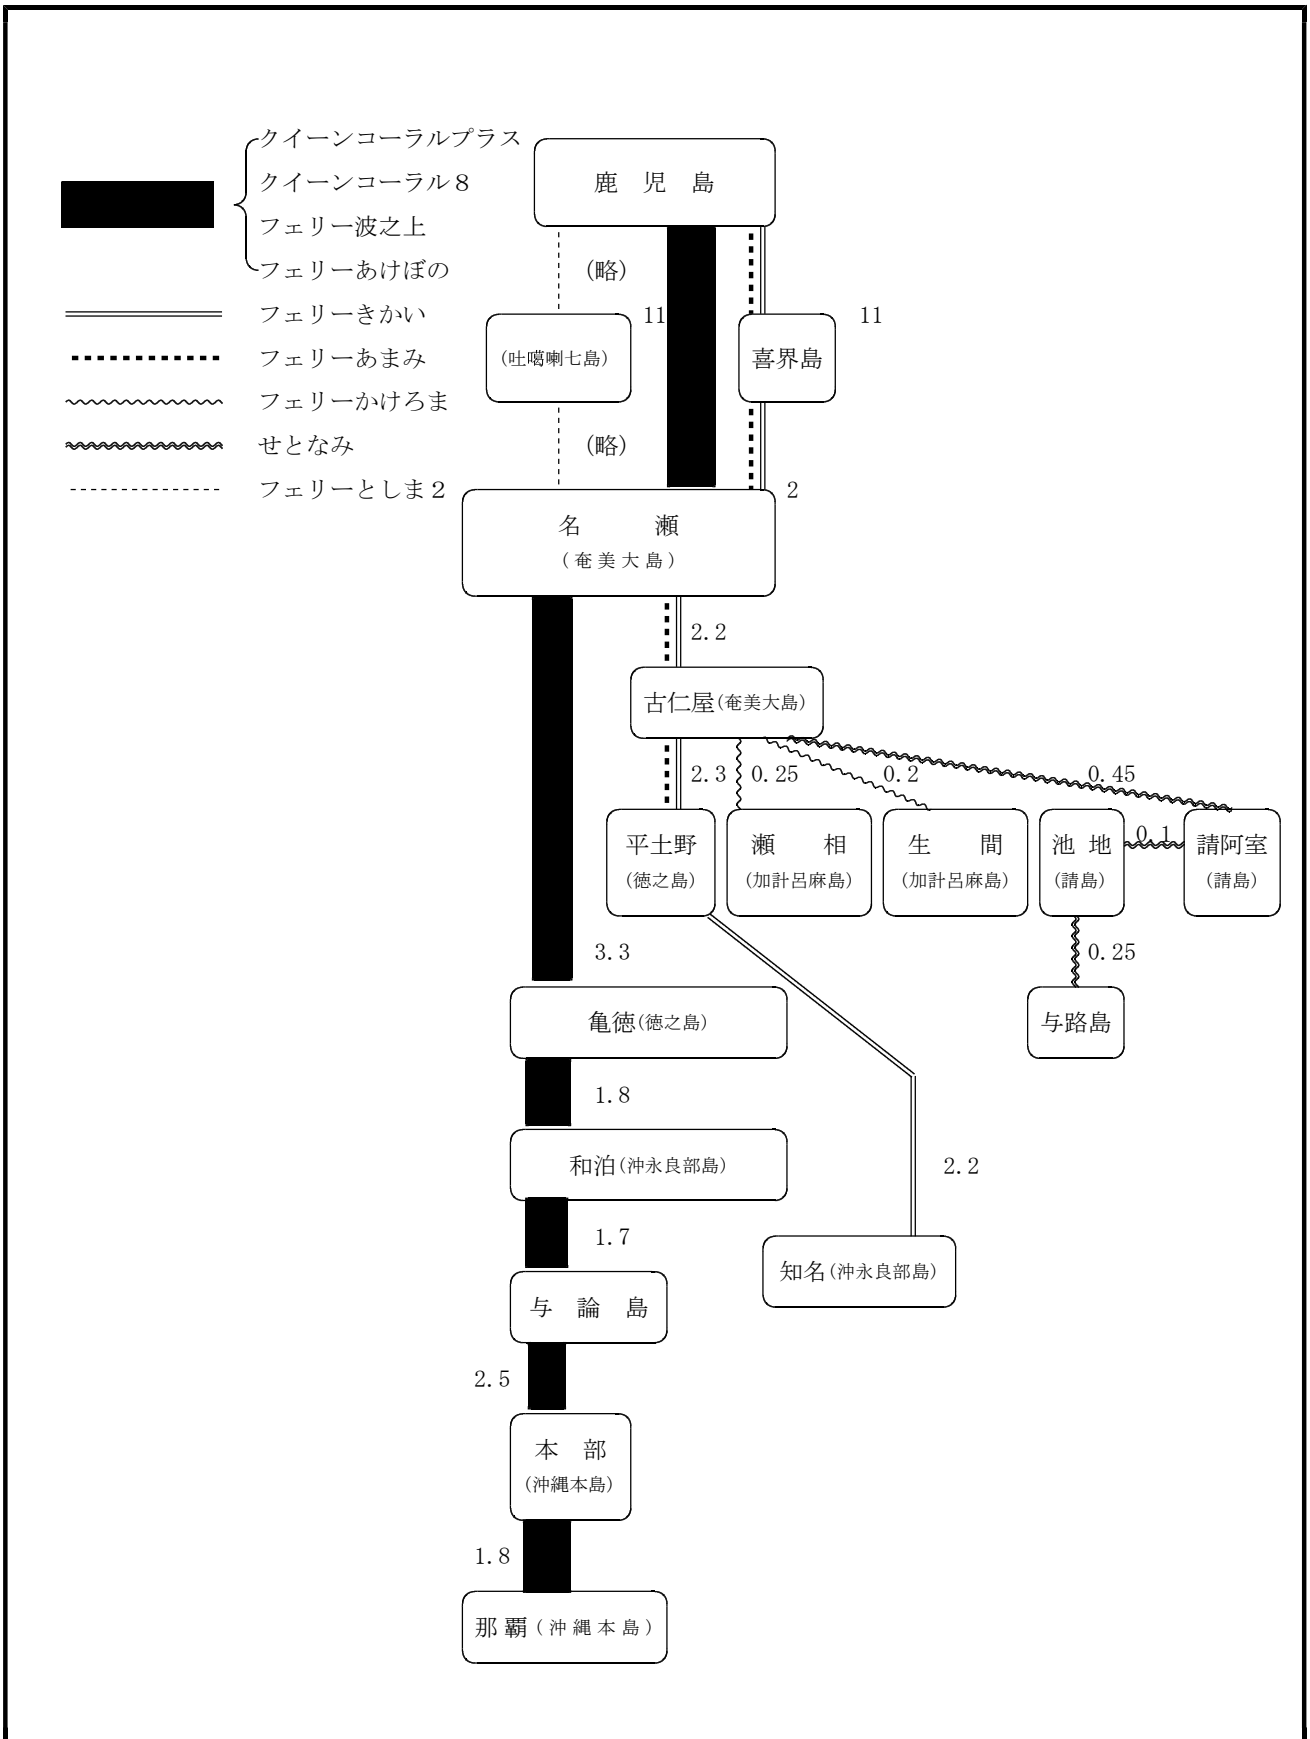 クイーンコーラルプラス
クイーンコーラル８
フェリー波之上
フェリーあけぼの
フェリーきかい
フェリーあまみ
フェリーかけろま
せとなみ
フェリーとしま２
鹿　児　島
(略)
11
11
(吐噶喇七島)
喜界島
(略)
2
名　　　瀬
(奄美大島)
2.2
古仁屋(奄美大島)
2.3
0.25
0.2
0.45
平土野
(徳之島)
瀬　　相
(加計呂麻島)
生　　間
(加計呂麻島)
池 地
(請島)
0.1
請阿室
(請島)
3.3
0.25
亀徳(徳之島)
与路島
1.8
和泊(沖永良部島)
2.2
1.7
知名(沖永良部島)
与　論　島
2.5
本　部
(沖縄本島)
1.8
那覇(沖縄本島)